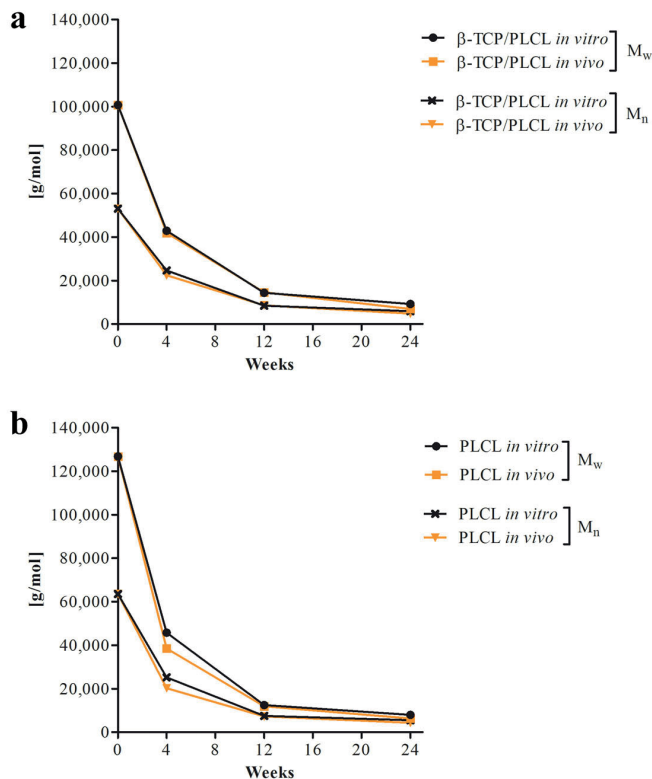 a
140,000
120,000
100,000
80,000
60,000
40,000
20,000
0
[g/mol]
0 4 8 12 16 20 24
Weeks
β-TCP/PLCL in vitro
β-TCP/PLCL in vivo
Mw
β-TCP/PLCL in vitro
β-TCP/PLCL in vivo
Mn
b
140,000
120,000
100,000
80,000
60,000
40,000
20,000
0
[g/mol]
0 4 8 12 16 20 24
Weeks
PLCL in vitro
PLCL in vivo
Mw
PLCL in vitro
PLCL in vivo
Mn